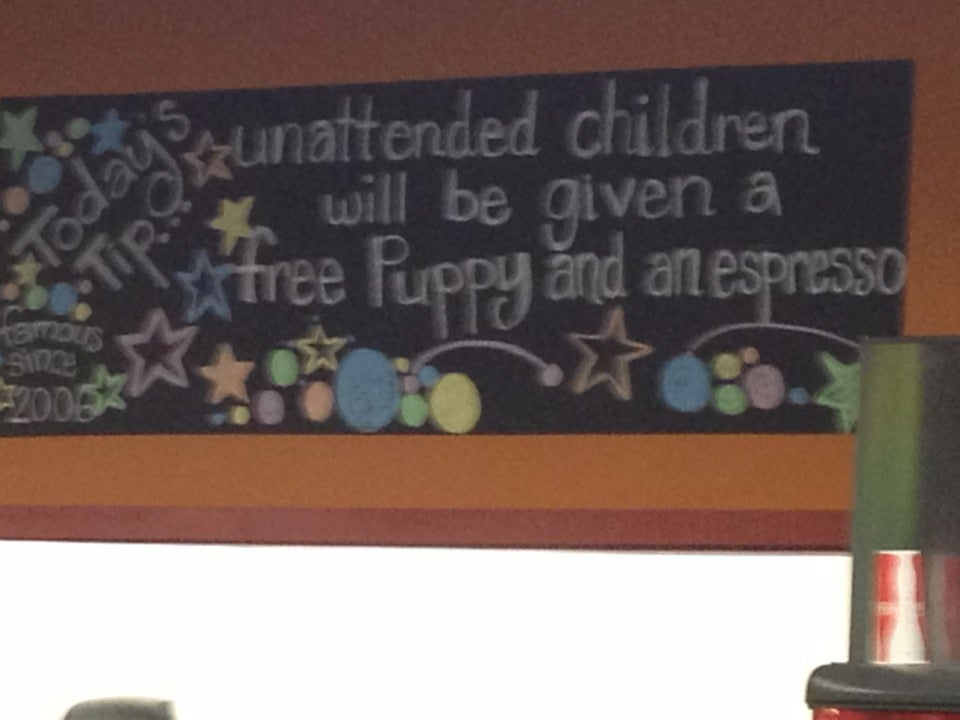 Today's
Tip:
famous
since
2006
unattended children
will be given a
free Puppy and an espresso